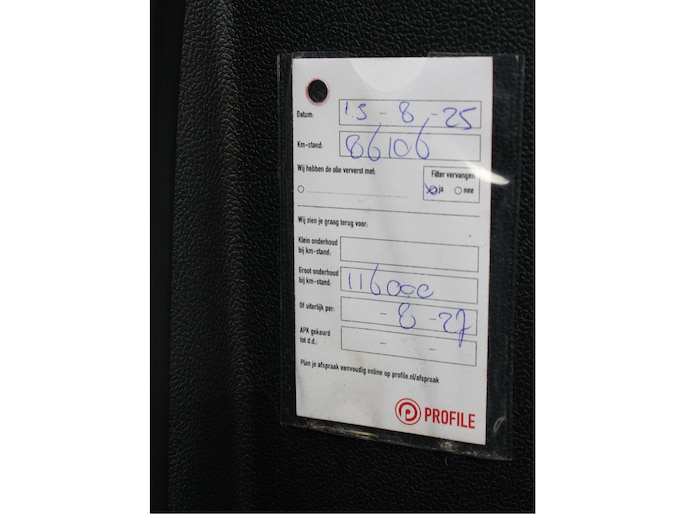 Datum: 15 - 8 - 25
Km-stand: 86106
Wij hebben de olie ververst met:
Filter vervangen
ja nee
Wij zien je graag terug voor:
Klein onderhoud
bij km-stand:
Groot onderhoud
bij km-stand: 116000
Of uiterlijk per: - 8 - 27
APK gekeurd
tot d.d.: - -
Plan je afspraak eenvoudig online op profile.nl/afspraak
PROFILE